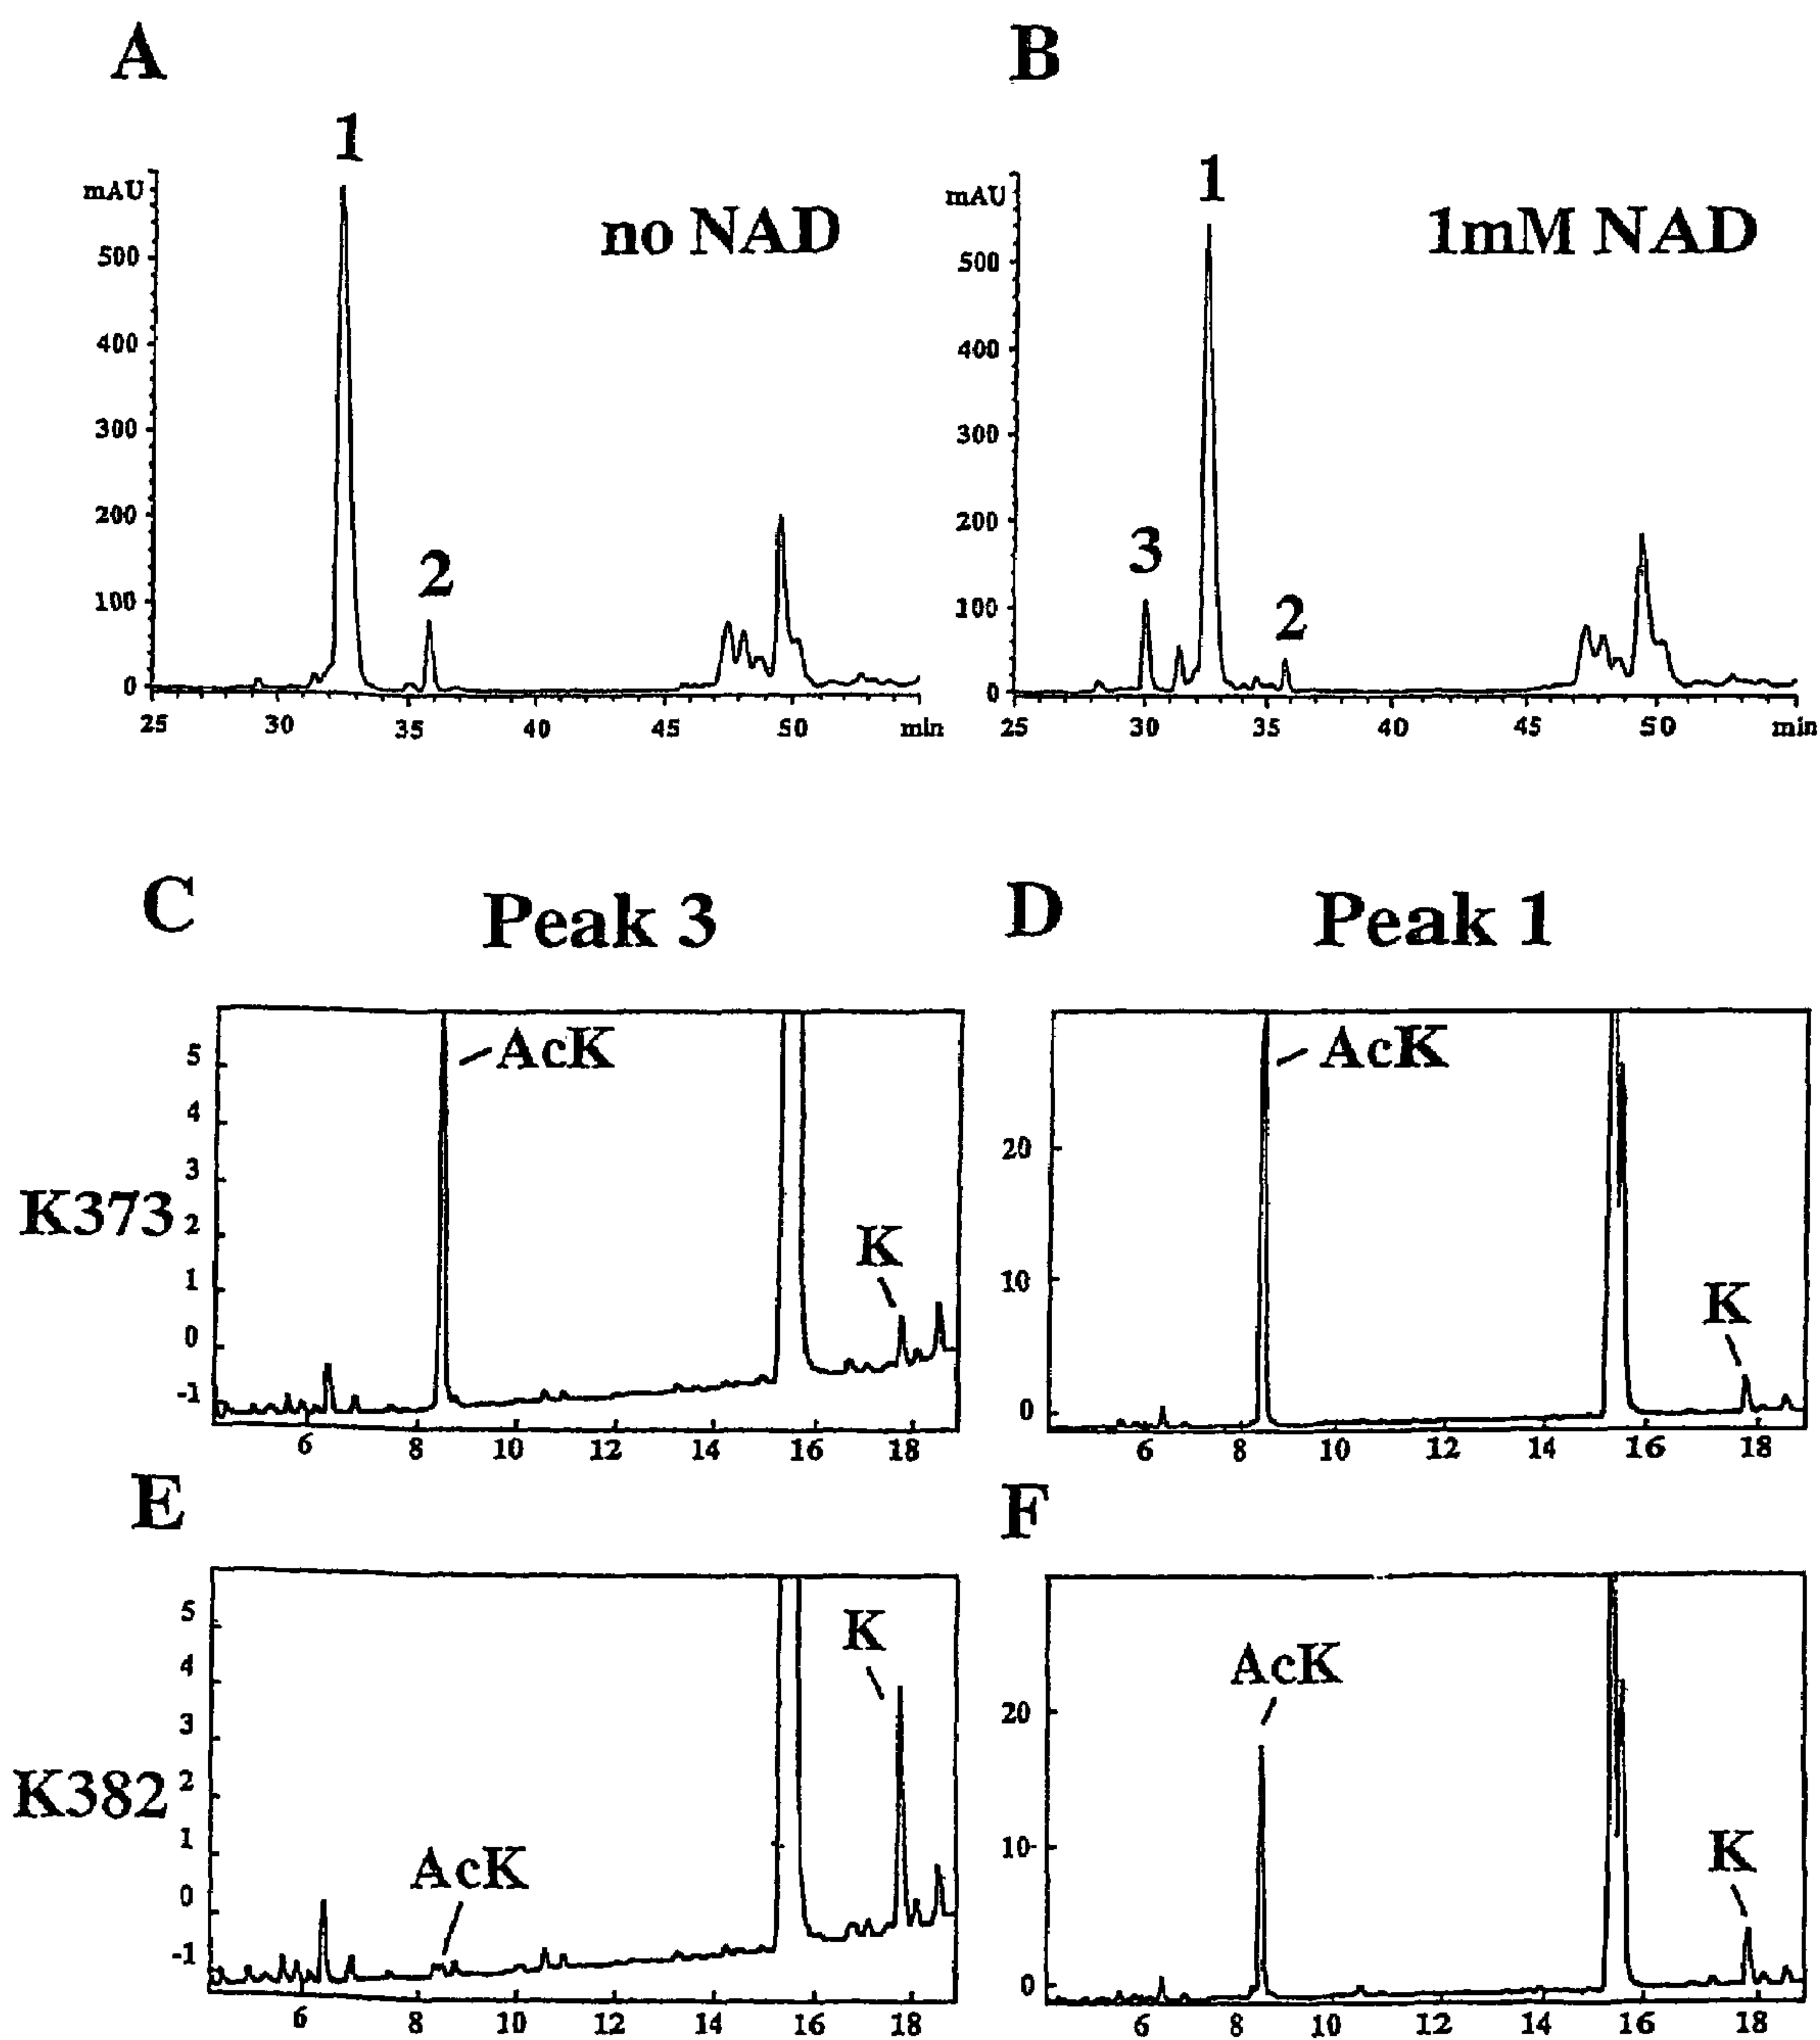 A
B
1
1
mAU
mAU
no NAD
1mM NAD
500
500
400
400
300
300
3
200
200
2
2
100
100
0
0
25 30 35 40 45 50 min
25 30 35 40 45 50 min
C Peak 3
D Peak 1
AcK
AcK
5
4
3
K373
2
1
0
-1
K
20
10
0
K
6 8 10 12 14 16 18
6 8 10 12 14 16 18
E
F
5
4
3
K382
2
1
0
-1
K
AcK
AcK
20
10
0
K
6 8 10 12 14 16 18
6 8 10 12 14 16 18